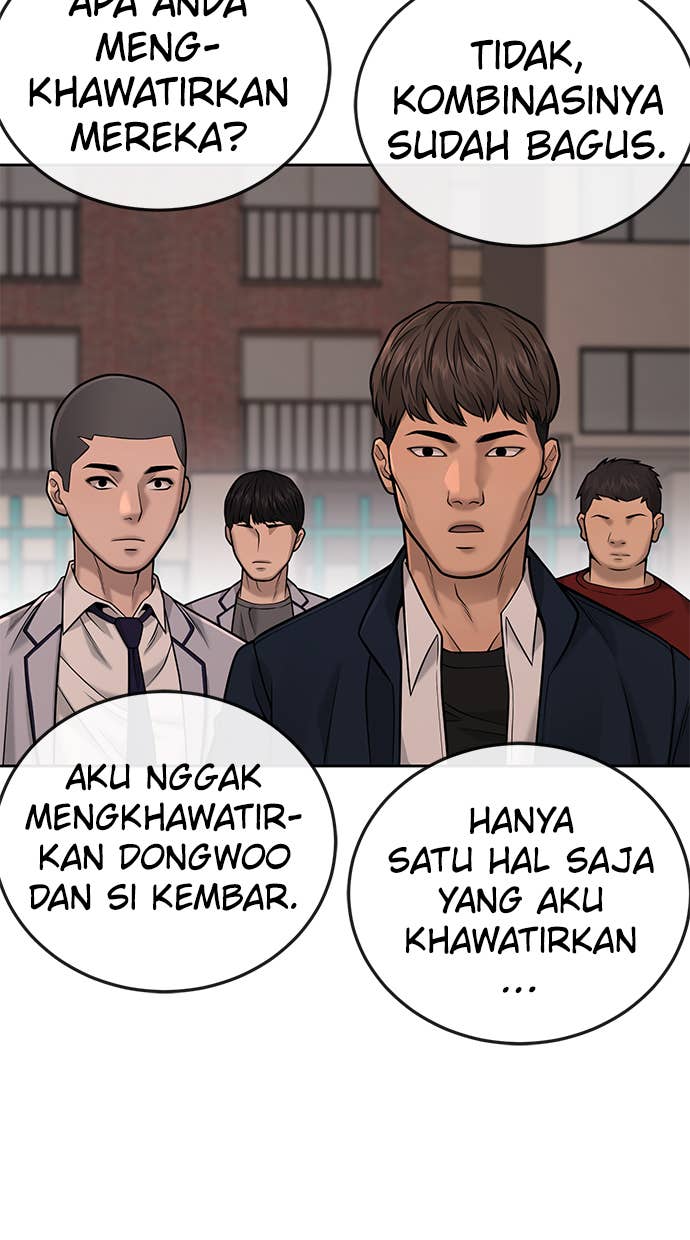 APA ANDA
MENG-
KHAWATIRKAN
MEREKA?
TIDAK,
KOMBINASINYA
SUDAH BAGUS.
AKU NGGAK
MENGKHAWATIR-
KAN DONGWOO
DAN SI KEMBAR.
HANYA
SATU HAL SAJA
YANG AKU
KHAWATIRKAN
...